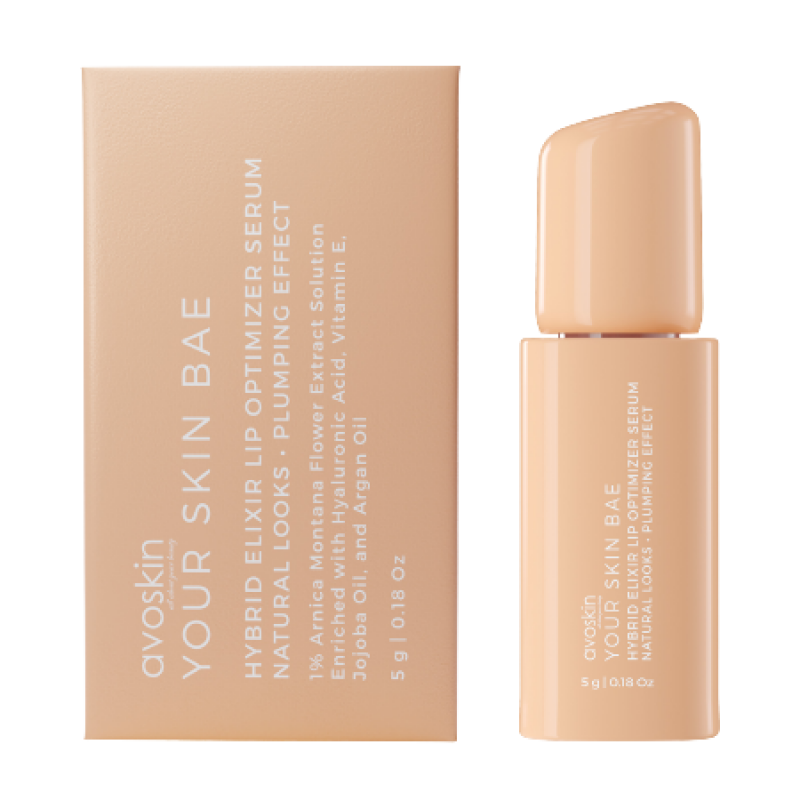 avoskin
YOUR SKIN BAE
HYBRID ELIXIR LIP OPTIMIZER SERUM
NATURAL LOOKS • PLUMPING EFFECT
1% Arnica Montana Flower Extract Solution
Enriched with Hyaluronic Acid, Vitamin E,
Jojoba Oil, and Argan Oil
5 g | 0.18 Oz
avoskin
YOUR SKIN BAE
HYBRID ELIXIR LIP OPTIMIZER SERUM
NATURAL LOOKS • PLUMPING EFFECT
5 g | 0.18 Oz